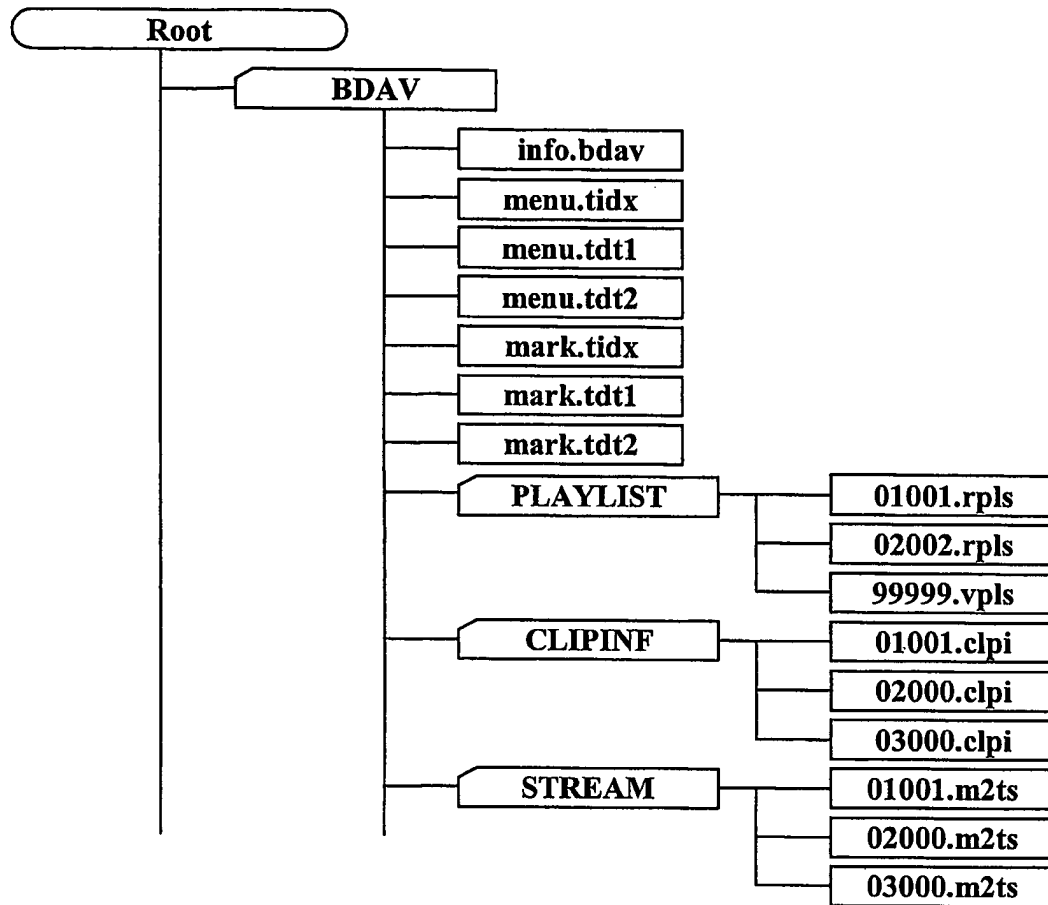 Root
BDAV
info.bdav
menu.tidx
menu.tdt1
menu.tdt2
mark.tidx
mark.tdt1
mark.tdt2
PLAYLIST
01001.rpls
02002.rpls
99999.vpls
CLIPINF
01001.clpi
02000.clpi
03000.clpi
STREAM
01001.m2ts
02000.m2ts
03000.m2ts